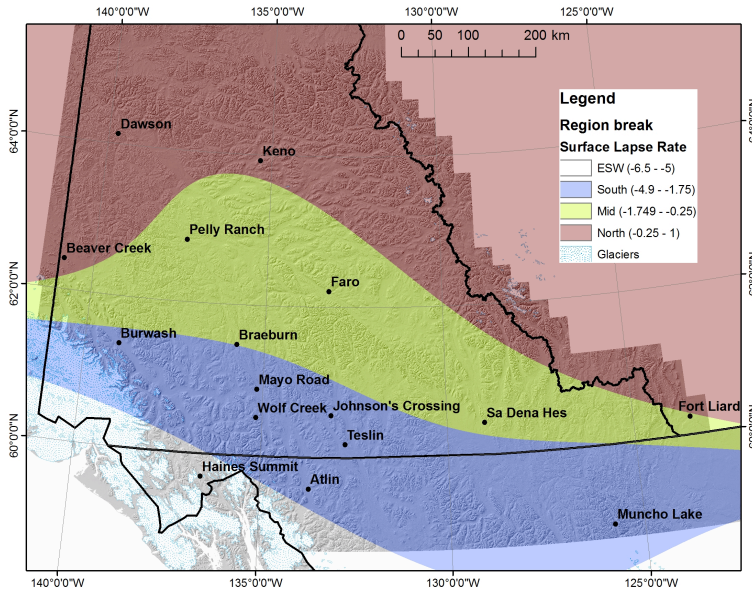 140°0'0"W 135°0'0"W 130°0'0"W 125°0'0"W
0 50 100 200 km
Legend
Region break
Surface Lapse Rate
ESW (-6.5 - -5)
South (-4.9 - -1.75)
Mid (-1.749 - -0.25)
North (-0.25 - 1)
Glaciers
64°0'0"N
Dawson
Keno
Pelly Ranch
Beaver Creek
62°0'0"N
Faro
Burwash
Braeburn
Mayo Road
Wolf Creek
Johnson's Crossing
Sa Dena Hes
Fort Liard
60°0'0"N
Teslin
Haines Summit
Atlin
Muncho Lake
140°0'0"W 135°0'0"W 130°0'0"W 125°0'0"W